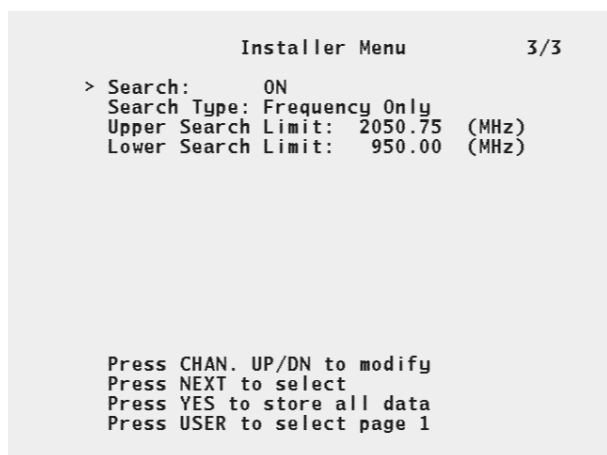 Installer Menu 3/3
> Search: ON
Search Type: Frequency Only
Upper Search Limit: 2050.75 (MHz)
Lower Search Limit: 950.00 (MHz)
Press CHAN. UP/DN to modify
Press NEXT to select
Press YES to store all data
Press USER to select page 1